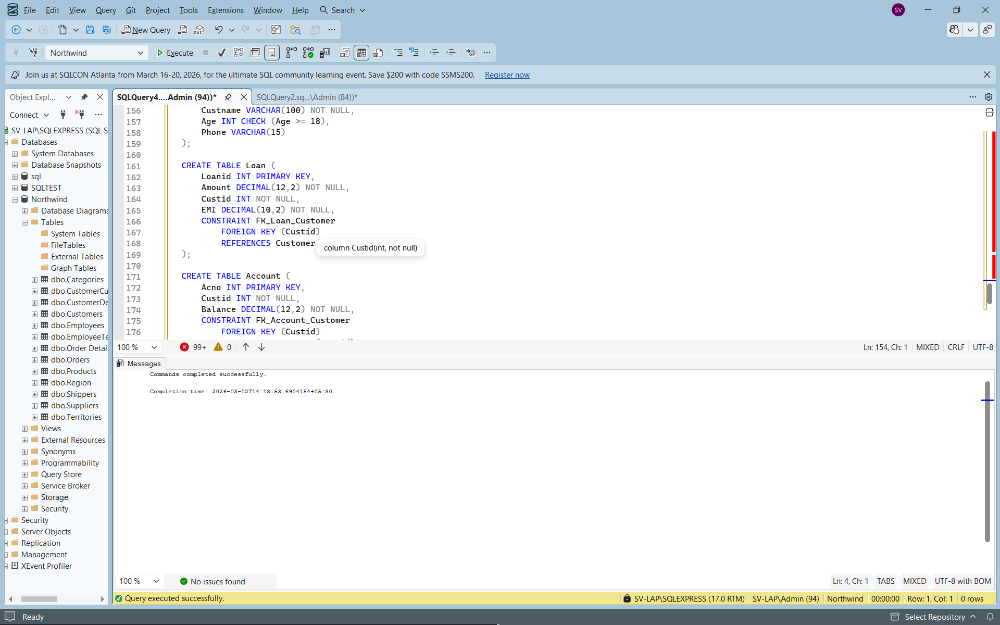 File Edit View Query Git Project Tools Extensions Window Help Search SV
New Query
Northwind Execute
Join us at SQLCON Atlanta from March 16-20, 2026, for the ultimate SQL community learning event. Save $200 with code SSMS200. Register now
Object Expl...
Connect
SV-LAP\SQLEXPRESS (SQL S
Databases
System Databases
Database Snapshots
sql
SQLTEST
Northwind
Database Diagrams
Tables
System Tables
FileTables
External Tables
Graph Tables
dbo.Categories
dbo.CustomerCu
dbo.CustomerDe
dbo.Customers
dbo.Employees
dbo.EmployeeTe
dbo.Order Detai
dbo.Orders
dbo.Products
dbo.Region
dbo.Shippers
dbo.Suppliers
dbo.Territories
Views
External Resources
Synonyms
Programmability
Query Store
Service Broker
Storage
Security
Security
Server Objects
Replication
Management
XEvent Profiler
SQLQuery4....Admin (94))* SQLQuery2.sq...\Admin (84))*
156 Custname VARCHAR(100) NOT NULL,
157 Age INT CHECK (Age >= 18),
158 Phone VARCHAR(15)
159 );
160
161 CREATE TABLE Loan (
162 Loanid INT PRIMARY KEY,
163 Amount DECIMAL(12,2) NOT NULL,
164 Custid INT NOT NULL,
165 EMI DECIMAL(10,2) NOT NULL,
166 CONSTRAINT FK_Loan_Customer
167 FOREIGN KEY (Custid)
168 REFERENCES Customer
column Custid(int, not null)
169 );
170
171 CREATE TABLE Account (
172 Acno INT PRIMARY KEY,
173 Custid INT NOT NULL,
174 Balance DECIMAL(12,2) NOT NULL,
175 CONSTRAINT FK_Account_Customer
176 FOREIGN KEY (Custid)
100 % 99+ 0 Ln: 154, Ch: 1 MIXED CRLF UTF-8
Messages
Commands completed successfully.
Completion time: 2026-03-02T14:13:53.6904154+05:30
100 % No issues found Ln: 4, Ch: 1 TABS MIXED UTF-8 with BOM
Query executed successfully. SV-LAP\SQLEXPRESS (17.0 RTM) SV-LAP\Admin (94) Northwind 00:00:00 Row: 1, Col: 1 0 rows
Ready Select Repository